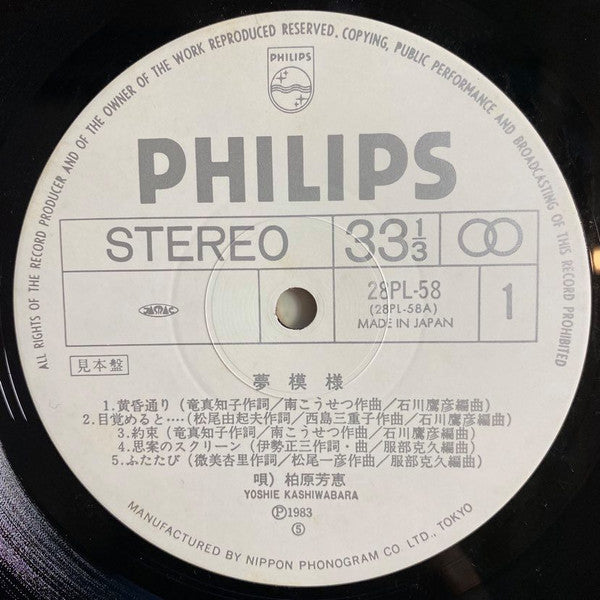 ALL RIGHTS OF THE RECORD PRODUCER AND OF THE OWNER OF THE WORK REPRODUCED RESERVED. COPYING, PUBLIC PERFORMANCE AND BROADCASTING OF THIS RECORD PROHIBITED
PHILIPS
PHILIPS
STEREO
33 1/3
28PL-58
(28PL-58A)
MADE IN JAPAN
1
JASRAC
見本盤
夢模様
1.黄昏通り(竜真知子作詞/南こうせつ作曲/石川鷹彦編曲)
2.目覚めると‥‥(松尾由起夫作詞/西島三重子作曲/石川鷹彦編曲)
3.約束(竜真知子作詞/南こうせつ作曲/石川鷹彦編曲)
4.思案のスクリーン(伊勢正三作詞・曲/服部克久編曲)
5.ふたたび(微美杏里作詞/松尾一彦作曲/服部克久編曲)
唄)柏原芳恵
YOSHIE KASHIWABARA
Ⓟ1983
⑤
MANUFACTURED BY NIPPON PHONOGRAM CO. LTD., TOKYO